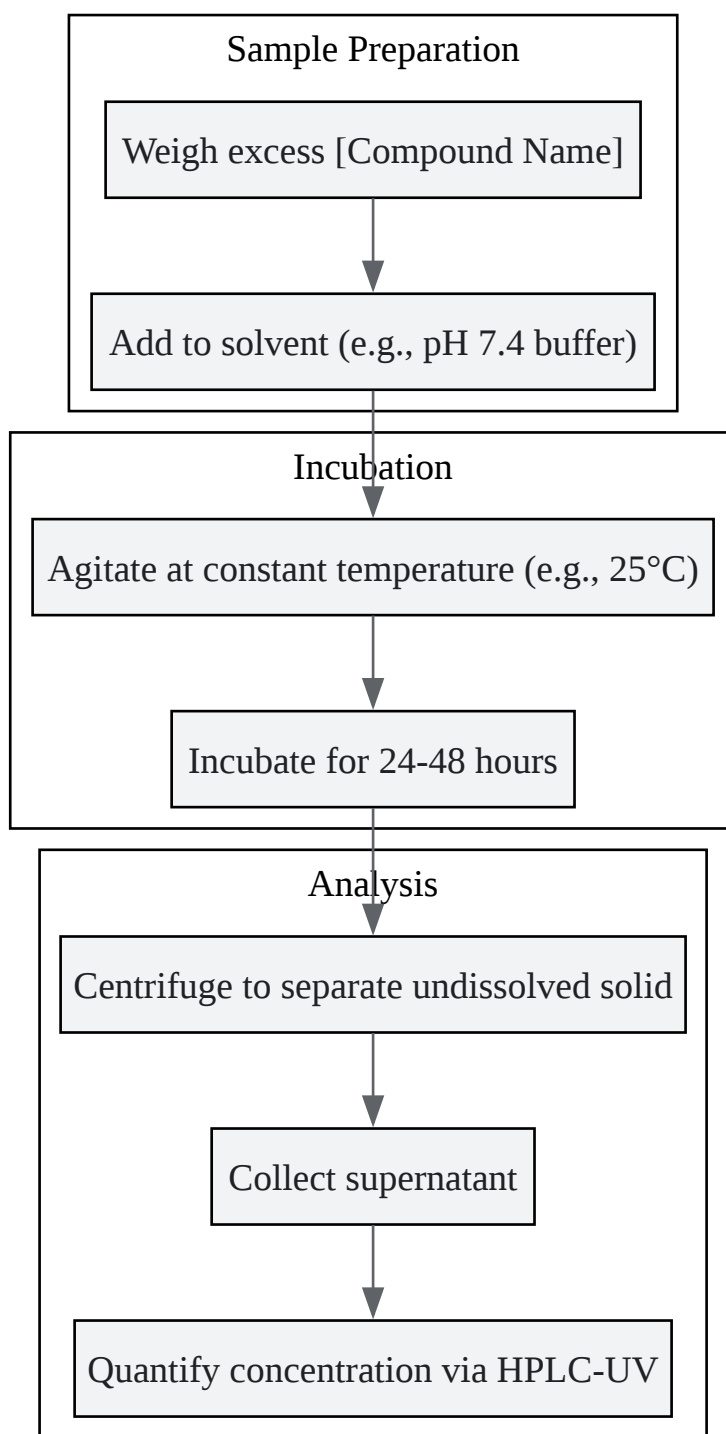 Sample Preparation
Weigh excess [Compound Name]
Add to solvent (e.g., pH 7.4 buffer)
Incubation
Agitate at constant temperature (e.g., 25°C)
Incubate for 24-48 hours
Analysis
Centrifuge to separate undissolved solid
Collect supernatant
Quantify concentration via HPLC-UV